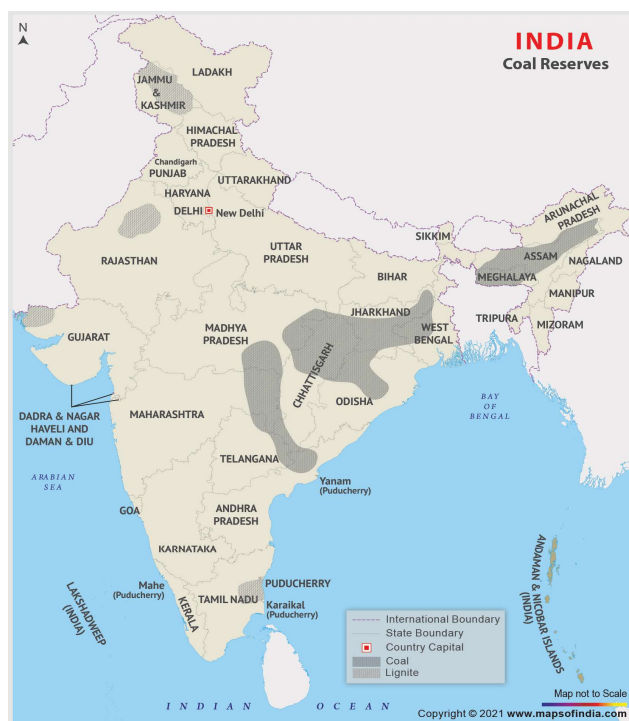 N
INDIA
Coal Reserves
LADAKH
JAMMU
&
KASHMIR
HIMACHAL
PRADESH
Chandigarh
PUNJAB
UTTARAKHAND
HARYANA
DELHI
New Delhi
RAJASTHAN
UTTAR
PRADESH
SIKKIM
ARUNACHAL
PRADESH
ASSAM
NAGALAND
MEGHALAYA
BIHAR
MANIPUR
TRIPURA
MIZORAM
JHARKHAND
WEST
BENGAL
GUJARAT
MADHYA
PRADESH
CHHATTISGARH
ODISHA
DADRA & NAGAR
HAVELI AND
DAMAN & DIU
MAHARASHTRA
BAY
OF
BENGAL
TELANGANA
ARABIAN
SEA
Yanam
(Puducherry)
GOA
ANDHRA
PRADESH
KARNATAKA
ANDAMAN & NICOBAR ISLANDS
(INDIA)
LAKSHADWEEP
(INDIA)
Mahe
(Puducherry)
KERALA
TAMIL NADU
PUDUCHERRY
Karaikal
(Puducherry)
International Boundary
State Boundary
Country Capital
Coal
Lignite
INDIAN OCEAN
Map not to Scale
Copyright © 2021 www.mapsofindia.com